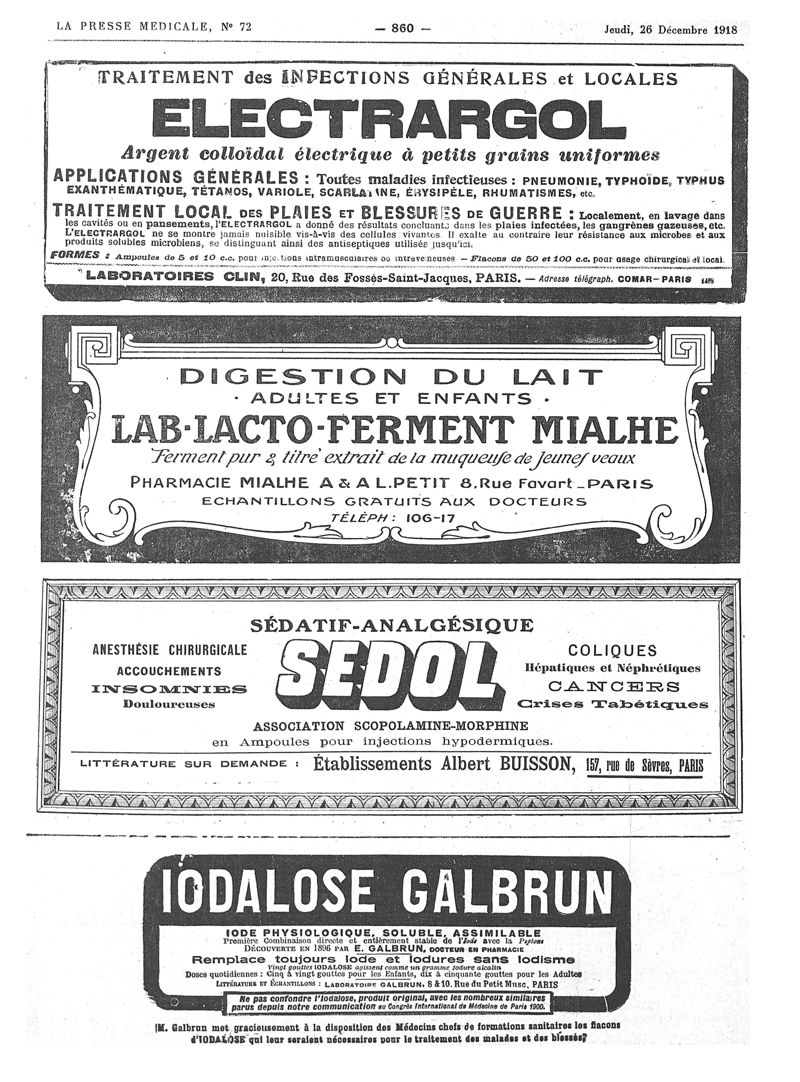 LA PRESSE MEDICALE, N° 72
— 860 —
Jeudi, 26 Décembre 1918
TRAITEMENT des INFECTIONS GÉNÉRALES et LOCALES
ELECTRARGOL
Argent colloïdal électrique à petits grains uniformes
APPLICATIONS GÉNÉRALES : Toutes maladies infectieuses : PNEUMONIE, TYPHOÏDE, TYPHUS
EXANTHÉMATIQUE, TÉTANOS, VARIOLE, SCARLATINE, ÉRYSIPÈLE, RHUMATISMES, etc.
TRAITEMENT LOCAL DES PLAIES ET BLESSURES DE GUERRE : Localement, en lavage dans
les cavités ou en pansements, l'ELECTRARGOL a donné des résultats concluants dans les plaies infectées, les gangrènes gazeuses, etc.
L'ELECTRARGOL ne se montre jamais nuisible vis-à-vis des cellules vivantes. Il exalte au contraire leur résistance aux microbes et aux
produits solubles microbiens, se distinguant ainsi des antiseptiques utilisés jusqu'ici.
FORMES : Ampoules de 5 et 10 c.c. pour injections intramusculaires ou intraveineuses — Flacons de 50 et 100 c.c. pour usage chirurgical et local.
LABORATOIRES CLIN, 20, Rue des Fossés-Saint-Jacques, PARIS. — Adresse télégraph. COMAR-PARIS
DIGESTION DU LAIT
· ADULTES ET ENFANTS ·
LAB-LACTO-FERMENT MIALHE
Ferment pur & titré extrait de la muqueuse de jeunes veaux
PHARMACIE MIALHE A & A L.PETIT 8, Rue Favart _ PARIS
ECHANTILLONS GRATUITS AUX DOCTEURS
TÉLÉPH : 106-17
SÉDATIF-ANALGÉSIQUE
SEDOL
ANESTHÉSIE CHIRURGICALE
ACCOUCHEMENTS
INSOMNIES
Douloureuses
COLIQUES
Hépatiques et Néphrétiques
CANCERS
Crises Tabétiques
ASSOCIATION SCOPOLAMINE-MORPHINE
en Ampoules pour injections hypodermiques.
LITTÉRATURE SUR DEMANDE : Établissements Albert BUISSON, 157, rue de Sèvres, PARIS
IODALOSE GALBRUN
IODE PHYSIOLOGIQUE, SOLUBLE, ASSIMILABLE
Première Combinaison directe et entièrement stable de l'Iode avec la Peptone
DÉCOUVERTE EN 1896 PAR E. GALBRUN, DOCTEUR EN PHARMACIE
Remplace toujours Iode et Iodures sans Iodisme
Vingt gouttes IODALOSE agissent comme un gramme Iodure alcalin
Doses quotidiennes : Cinq à vingt gouttes pour les Enfants, dix à cinquante gouttes pour les Adultes
LITTÉRATURE ET ÉCHANTILLONS : LABORATOIRE GALBRUN, 8 & 10, Rue du Petit Musc, PARIS
Ne pas confondre l'Iodalose, produit original, avec les nombreux similaires
parus depuis notre communication au Congrès International de Médecine de Paris 1900.
M. Galbrun met gracieusement à la disposition des Médecins chefs de formations sanitaires les flacons
d'IODALOSE qui leur seraient nécessaires pour le traitement des malades et des blessés?